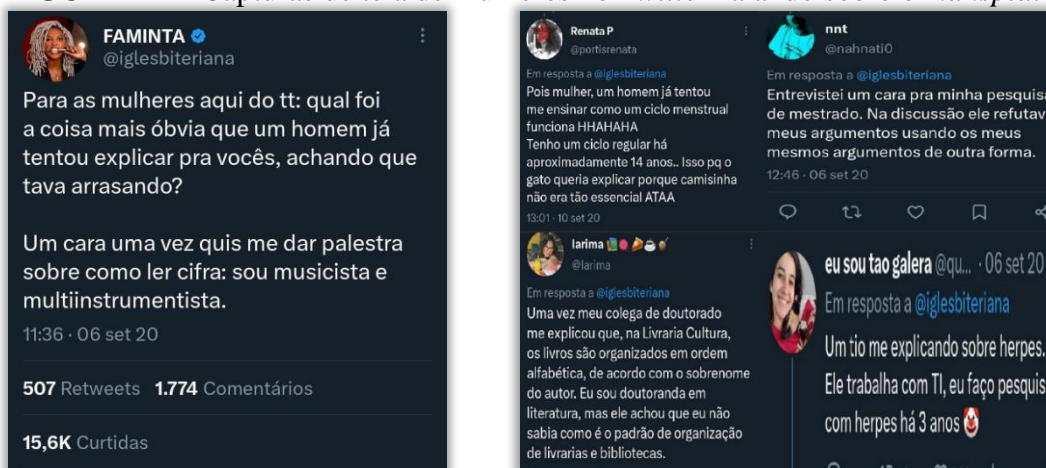 FAMINTA
@iglesbiteriana
Para as mulheres aqui do tt: qual foi
a coisa mais óbvia que um homem já
tentou explicar pra vocês, achando que
tava arrasando?
Um cara uma vez quis me dar palestra
sobre como ler cifra: sou musicista e
multiinstrumentista.
11:36 · 06 set 20
507 Retweets 1.774 Comentários
15,6K Curtidas
Renata P
@portisrenata
Em resposta a @iglesbiteriana
Pois mulher, um homem já tentou
me ensinar como um ciclo menstrual
funciona HHAHAHA
Tenho um ciclo regular há
aproximadamente 14 anos.. Isso pq o
gato queria explicar porque camisinha
não era tão essencial ATAA
13:01 · 10 set 20
larima
@larima
Em resposta a @iglesbiteriana
Uma vez meu colega de doutorado
me explicou que, na Livraria Cultura,
os livros são organizados em ordem
alfabética, de acordo com o sobrenome
do autor. Eu sou doutoranda em
literatura, mas ele achou que eu não
sabia como é o padrão de organização
de livrarias e bibliotecas.
nnt
@nahnati0
Em resposta a @iglesbiteriana
Entrevistei um cara pra minha pesquisa
de mestrado. Na discussão ele refutav
meus argumentos usando os meus
mesmos argumentos de outra forma.
12:46 · 06 set 20
eu sou tao galera @qu... · 06 set 20
Em resposta a @iglesbiteriana
Um tio me explicando sobre herpes.
Ele trabalha com TI, eu faço pesquis
com herpes há 3 anos 🤡